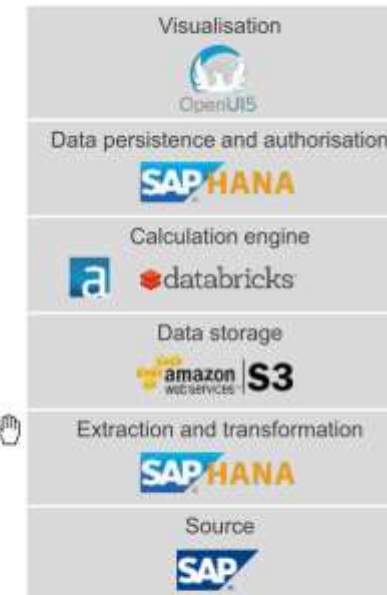 Visualisation
OpenUI5
Data persistence and authorisation
SAP HANA
Calculation engine
a databricks
Data storage
amazon web services S3
Extraction and transformation
SAP HANA
Source
SAP